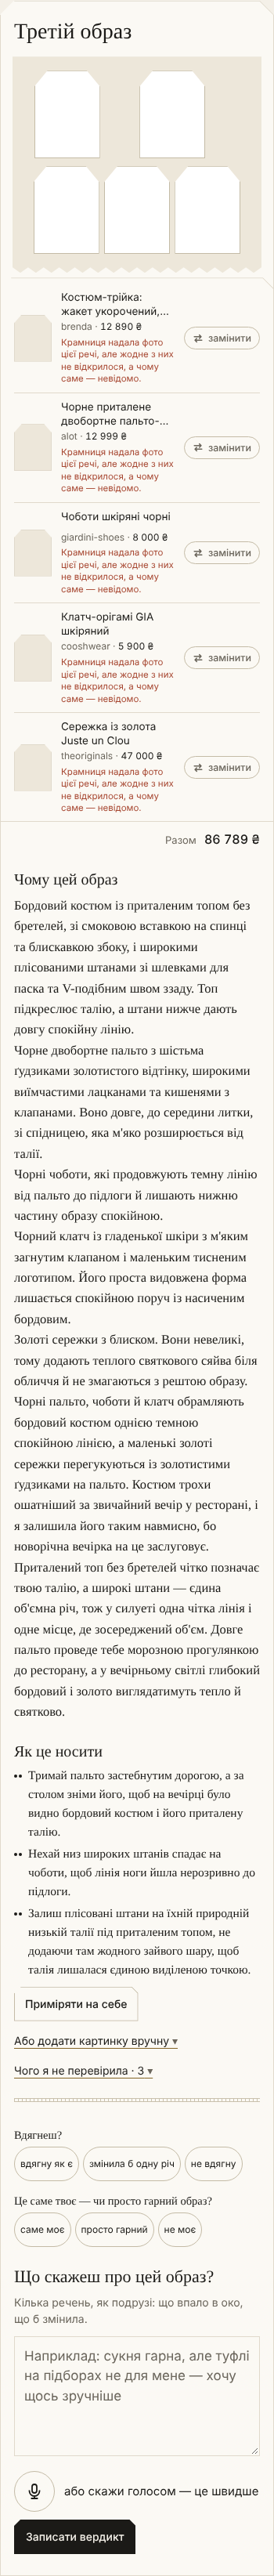 Третій образ
Костюм-трійка:
жакет укорочений,...
brenda · 12 890 ₴
Крамниця надала фото
цієї речі, але жодне з них
не відкрилося, а чому
саме — невідомо.
замінити
Чорне приталене
двобортне пальто-...
alot · 12 999 ₴
Крамниця надала фото
цієї речі, але жодне з них
не відкрилося, а чому
саме — невідомо.
замінити
Чоботи шкіряні чорні
giardini-shoes · 8 000 ₴
Крамниця надала фото
цієї речі, але жодне з них
не відкрилося, а чому
саме — невідомо.
замінити
Клатч-орігамі GIA
шкіряний
cooshwear · 5 900 ₴
Крамниця надала фото
цієї речі, але жодне з них
не відкрилося, а чому
саме — невідомо.
замінити
Сережка із золота
Juste un Clou
theoriginals · 47 000 ₴
Крамниця надала фото
цієї речі, але жодне з них
не відкрилося, а чому
саме — невідомо.
замінити
Разом 86 789 ₴
Чому цей образ
Бордовий костюм із приталеним топом без
бретелей, зі смоковою вставкою на спинці
та блискавкою збоку, і широкими
плісованими штанами зі шлевками для
паска та V-подібним швом ззаду. Топ
підкреслює талію, а штани нижче дають
довгу спокійну лінію.
Чорне двобортне пальто з шістьма
ґудзиками золотистого відтінку, широкими
виїмчастими лацканами та кишенями з
клапанами. Воно довге, до середини литки,
зі спідницею, яка м'яко розширюється від
талії.
Чорні чоботи, які продовжують темну лінію
від пальто до підлоги й лишають нижню
частину образу спокійною.
Чорний клатч із гладенької шкіри з м'яким
загнутим клапаном і маленьким тисненим
логотипом. Його проста видовжена форма
лишається спокійною поруч із насиченим
бордовим.
Золоті сережки з блиском. Вони невеликі,
тому додають теплого святкового сяйва біля
обличчя й не змагаються з рештою образу.
Чорні пальто, чоботи й клатч обрамляють
бордовий костюм однією темною
спокійною лінією, а маленькі золоті
сережки перегукуються із золотистими
ґудзиками на пальто. Костюм трохи
ошатніший за звичайний вечір у ресторані, і
я залишила його таким навмисно, бо
новорічна вечірка на це заслуговує.
Приталений топ без бретелей чітко позначає
твою талію, а широкі штани — єдина
об'ємна річ, тож у силуеті одна чітка лінія і
одне місце, де зосереджений об'єм. Довге
пальто проведе тебе морозною прогулянкою
до ресторану, а у вечірньому світлі глибокий
бордовий і золото виглядатимуть тепло й
святково.
Як це носити
Тримай пальто застебнутим дорогою, а за
столом зніми його, щоб на вечірці було
видно бордовий костюм і його приталену
талію.
Нехай низ широких штанів спадає на
чоботи, щоб лінія ноги йшла нерозривно до
підлоги.
Залиш плісовані штани на їхній природній
низькій талії під приталеним топом, не
додаючи там жодного зайвого шару, щоб
талія лишалася єдиною виділеною точкою.
Приміряти на себе
Або додати картинку вручну ▾
Чого я не перевірила · 3 ▾
Вдягнеш?
вдягну як є
змінила б одну річ
не вдягну
Це саме твоє — чи просто гарний образ?
саме моє
просто гарний
не моє
Що скажеш про цей образ?
Кілька речень, як подрузі: що впало в око,
що б змінила.
Наприклад: сукня гарна, але туфлі
на підборах не для мене — хочу
щось зручніше
або скажи голосом — це швидше
Записати вердикт